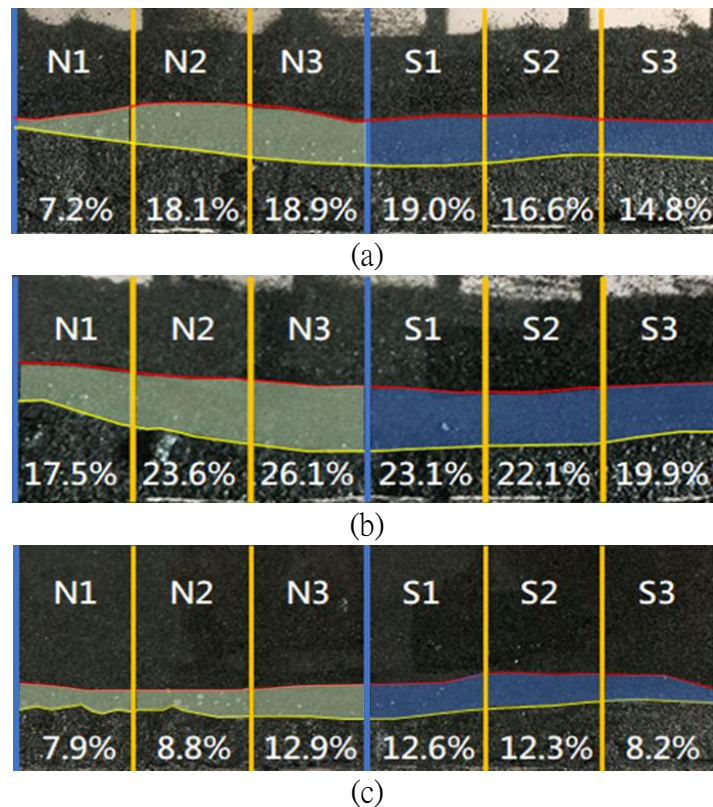 N1 N2 N3 S1 S2 S3
7.2% 18.1% 18.9% 19.0% 16.6% 14.8%
(a)
N1 N2 N3 S1 S2 S3
17.5% 23.6% 26.1% 23.1% 22.1% 19.9%
(b)
N1 N2 N3 S1 S2 S3
7.9% 8.8% 12.9% 12.6% 12.3% 8.2%
(c)